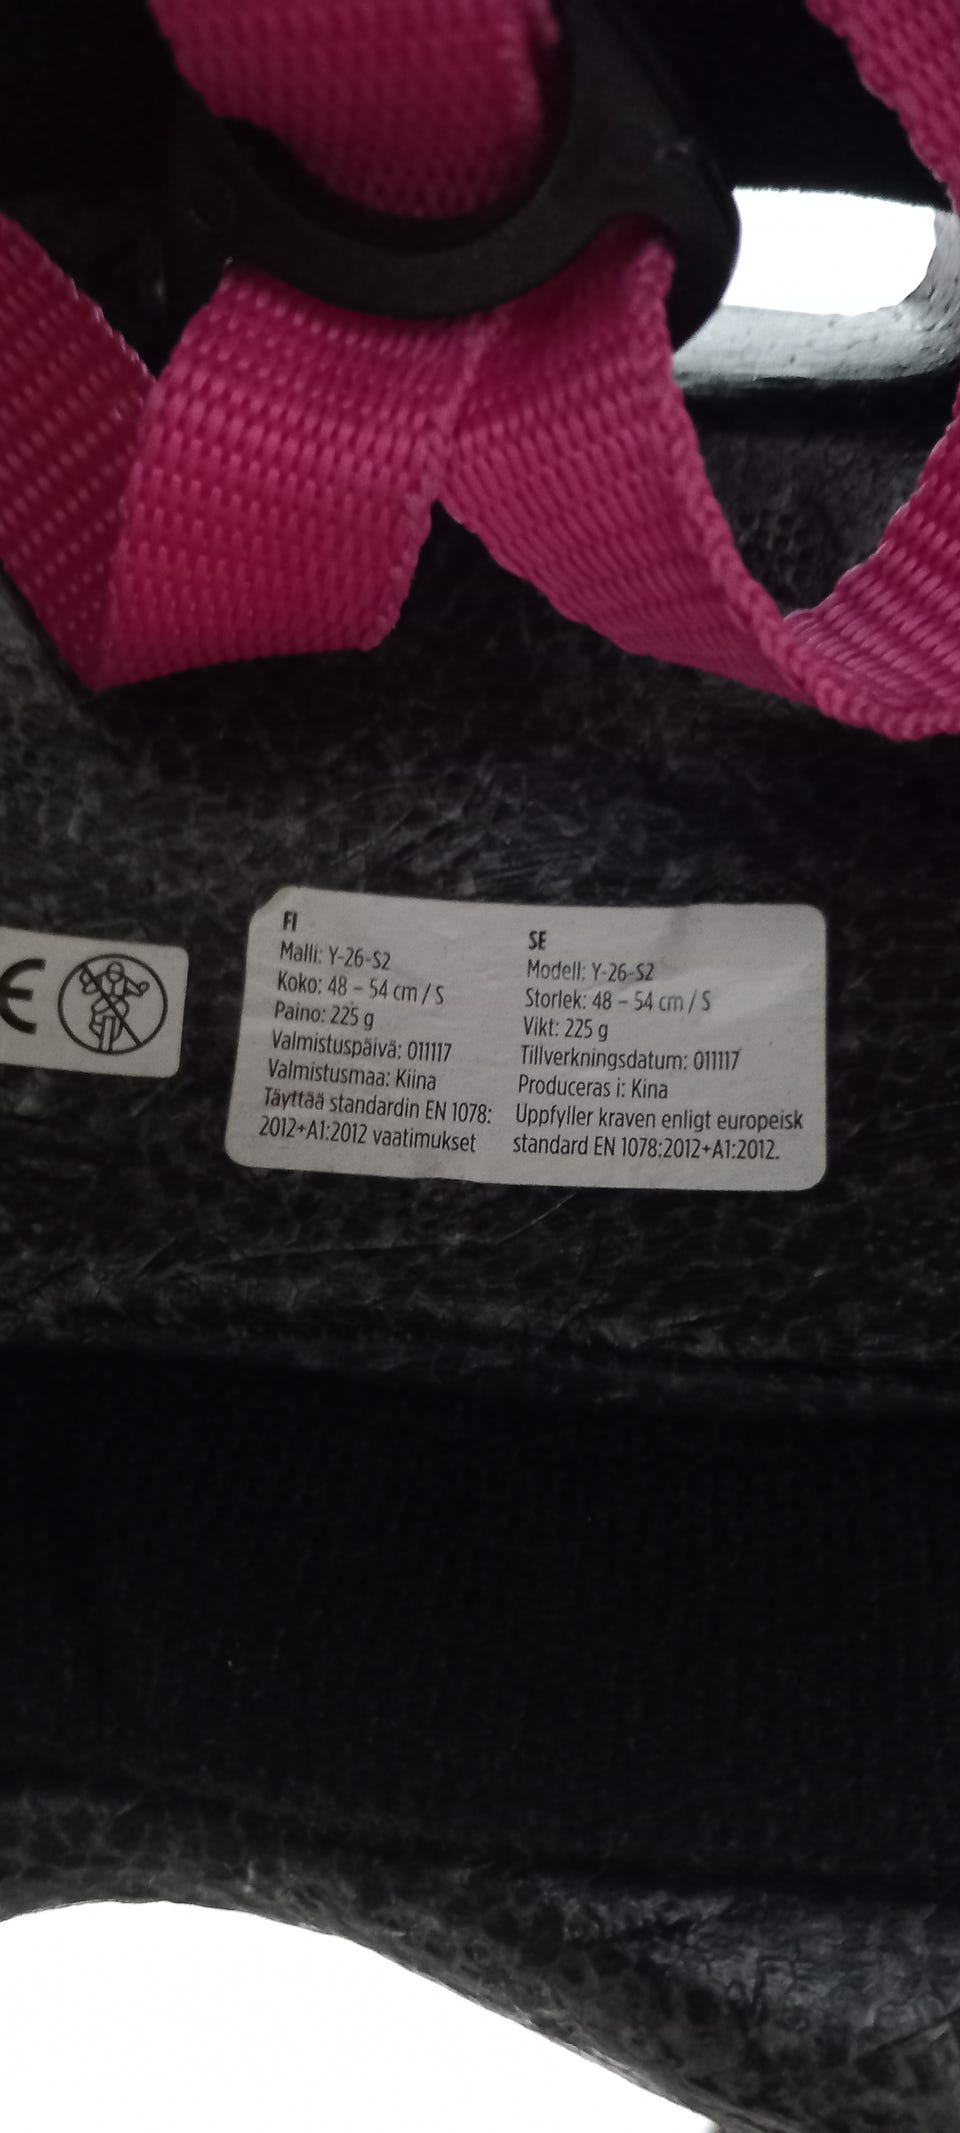 E
FI
Malli: Y-26-S2
Koko: 48 – 54 cm / S
Paino: 225 g
Valmistuspäivä: 011117
Valmistusmaa: Kiina
Täyttää standardin EN 1078:
2012+A1:2012 vaatimukset
SE
Modell: Y-26-S2
Storlek: 48 – 54 cm / S
Vikt: 225 g
Tillverkningsdatum: 011117
Produceras i: Kina
Uppfyller kraven enligt europeisk
standard EN 1078:2012+A1:2012.